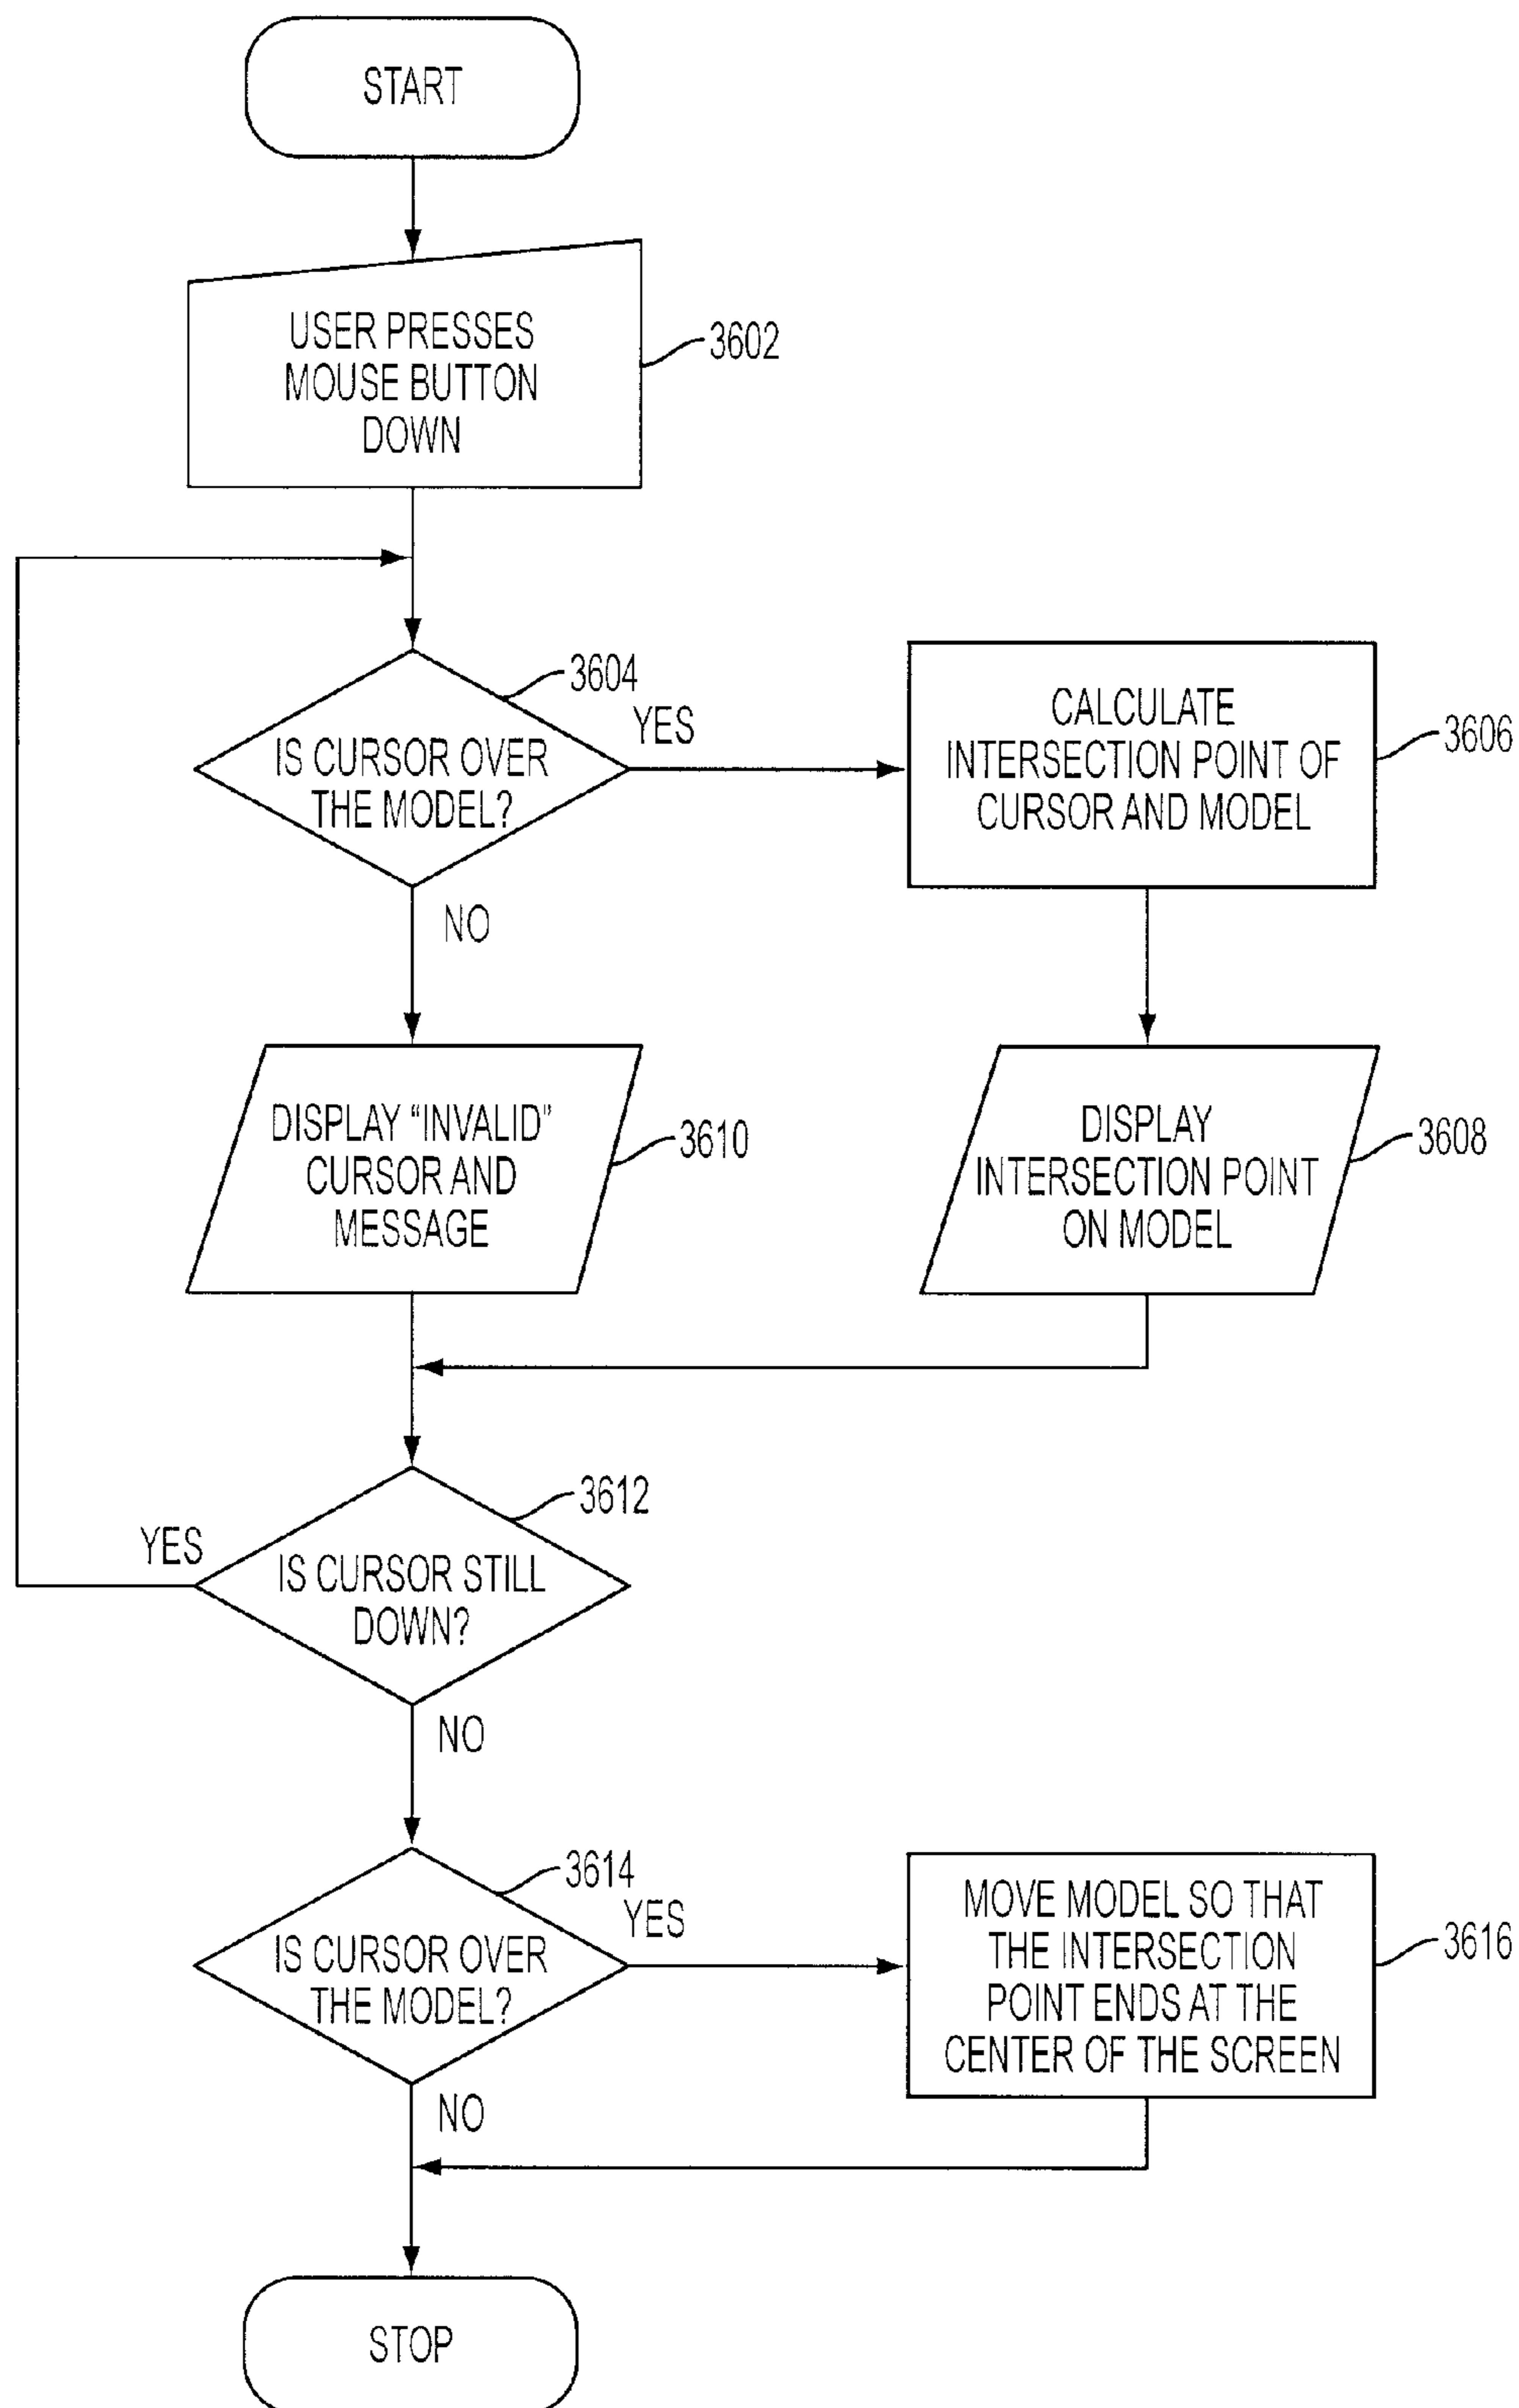 START
USER PRESSES
MOUSE BUTTON
DOWN
3602
3604
YES
IS CURSOR OVER
THE MODEL?
NO
CALCULATE
INTERSECTION POINT OF
CURSOR AND MODEL
3606
DISPLAY “INVALID”
CURSOR AND
MESSAGE
3610
DISPLAY
INTERSECTION POINT
ON MODEL
3608
3612
YES
IS CURSOR STILL
DOWN?
NO
3614
YES
IS CURSOR OVER
THE MODEL?
NO
MOVE MODEL SO THAT
THE INTERSECTION
POINT ENDS AT THE
CENTER OF THE SCREEN
3616
STOP